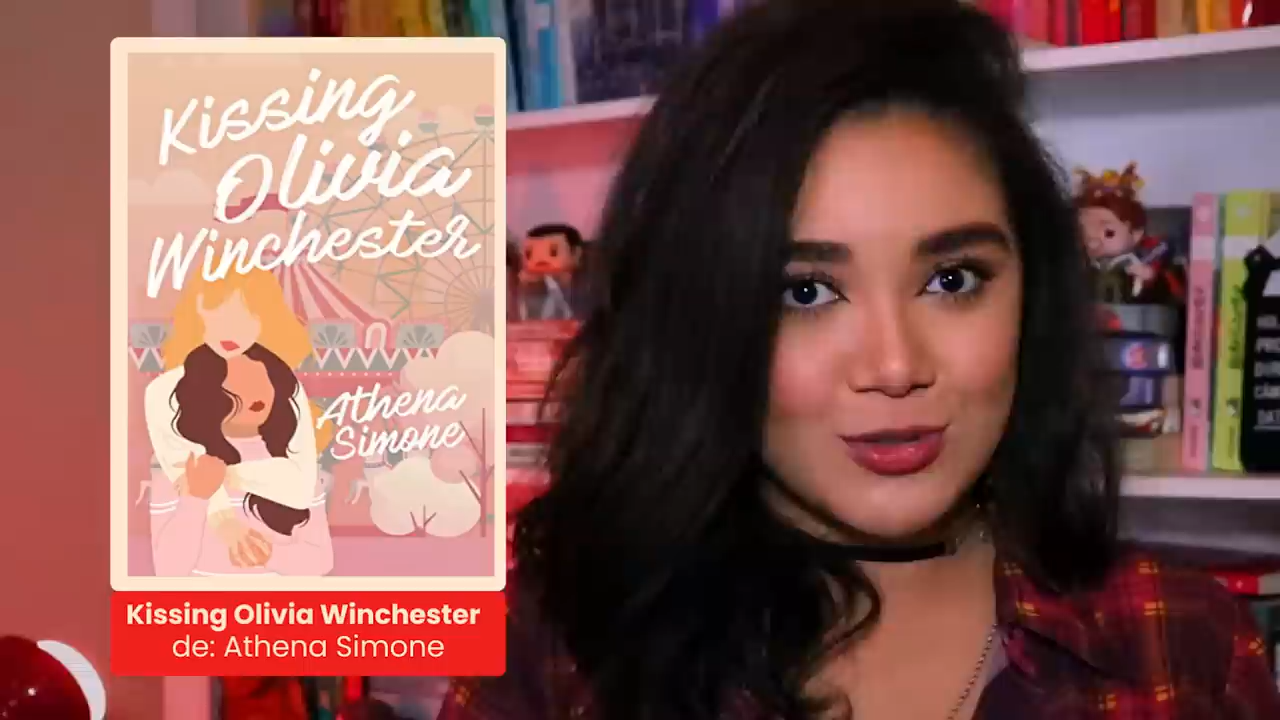 Kissing
Olivia
Winchester
Athena
Simone
Kissing Olivia Winchester
de: Athena Simone